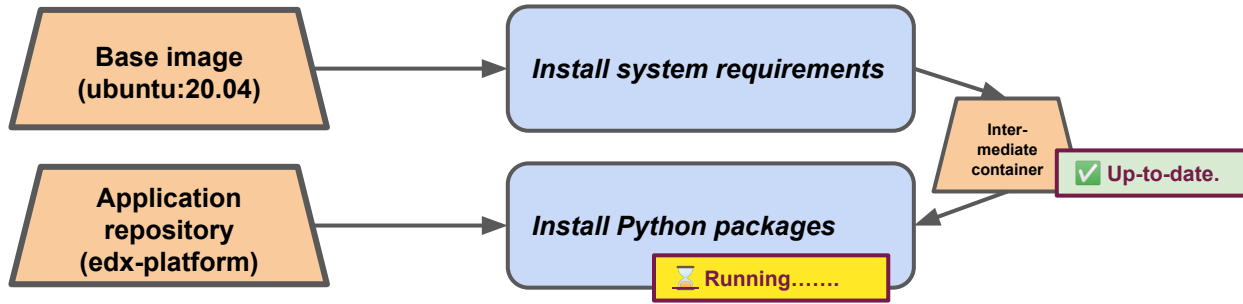 Base image
(ubuntu:20.04)
Install system requirements
Inter-
mediate
container
✅ Up-to-date.
Application
repository
(edx-platform)
Install Python packages
⏳ Running…….